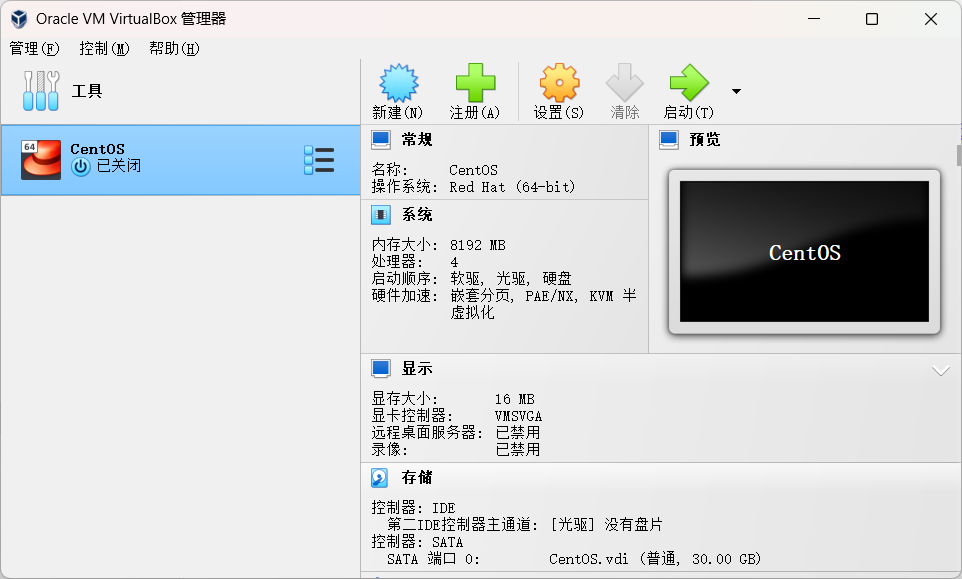 Oracle VM VirtualBox 管理器
管理(F) 控制(M) 帮助(H)
工具
新建(N) 注册(A) 设置(S) 清除 启动(T)
64
CentOS
已关闭
常规
名称: CentOS
操作系统: Red Hat (64-bit)
系统
内存大小: 8192 MB
处理器: 4
启动顺序: 软驱, 光驱, 硬盘
硬件加速: 嵌套分页, PAE/NX, KVM 半
虚拟化
预览
CentOS
显示
显存大小: 16 MB
显卡控制器: VMSVGA
远程桌面服务器: 已禁用
录像: 已禁用
存储
控制器: IDE
第二IDE控制器主通道: [光驱] 没有盘片
控制器: SATA
SATA 端口 0: CentOS.vdi (普通, 30.00 GB)